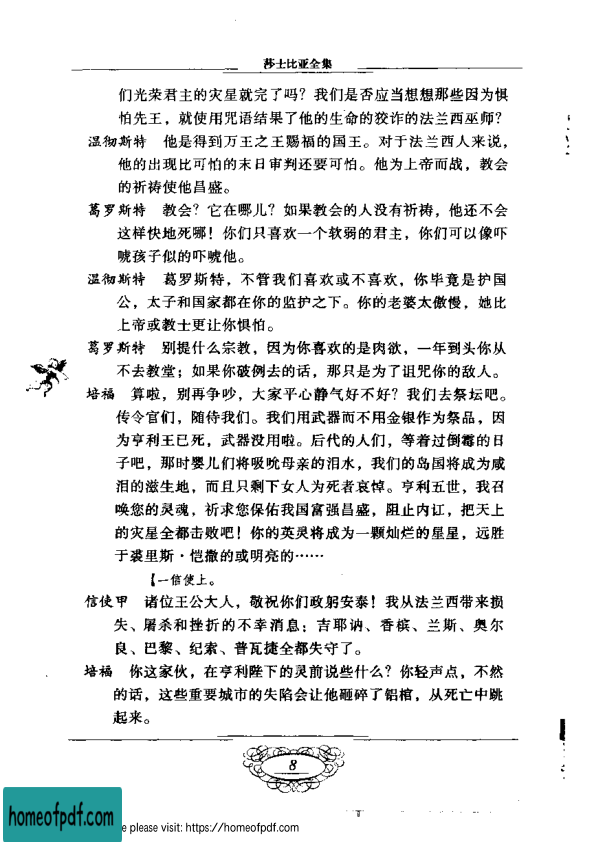 莎士比亚全集
们光荣君主的灾星就完了吗？我们是否应当想想那些因为惧
怕先王，就使用咒语结果了他的生命的狡诈的法兰西巫师？
温彻斯特　他是得到万王之王赐福的国王。对于法兰西人来说，
他的出现比可怕的末日审判还要可怕。他为上帝而战，教会
的祈祷使他昌盛。
葛罗斯特　教会？它在哪儿？如果教会的人没有祈祷，他还不会
这样快地死哪！你们只喜欢一个软弱的君主，你们可以像吓
唬孩子似的吓唬他。
温彻斯特　葛罗斯特，不管我们喜欢或不喜欢，你毕竟是护国
公，太子和国家都在你的监护之下。你的老婆太傲慢，她比
上帝或教士更让你惧怕。
葛罗斯特　别提什么宗教，因为你喜欢的是肉欲，一年到头你从
不去教堂；如果你破例去的话，那只是为了诅咒你的敌人。
培福　算啦，别再争吵，大家平心静气好不好？我们去祭坛吧。
传令官们，随侍我们。我们用武器而不用金银作为祭品，因
为亨利王已死，武器没用啦。后代的人们，等着过倒霉的日
子吧，那时婴儿们将吸吮母亲的泪水，我们的岛国将成为咸
泪的滋生地，而且只剩下女人为死者哀悼。亨利五世，我召
唤您的灵魂，祈求您保佑我国富强昌盛，阻止内讧，把天上
的灾星全都击败吧！你的英灵将成为一颗灿烂的星星，远胜
于裘里斯·恺撒的或明亮的……
【一信使上。
信使甲　诸位王公大人，敬祝你们政躬安泰！我从法兰西带来损
失、屠杀和挫折的不幸消息；吉耶讷、香槟、兰斯、奥尔
良、巴黎、纪索、普瓦捷全都失守了。
培福　你这家伙，在亨利陛下的灵前说些什么？你轻声点，不然
的话，这些重要城市的失陷会让他砸碎了铝棺，从死亡中跳
起来。
8
homeofpdf.com
e please visit: https://homeofpdf.com